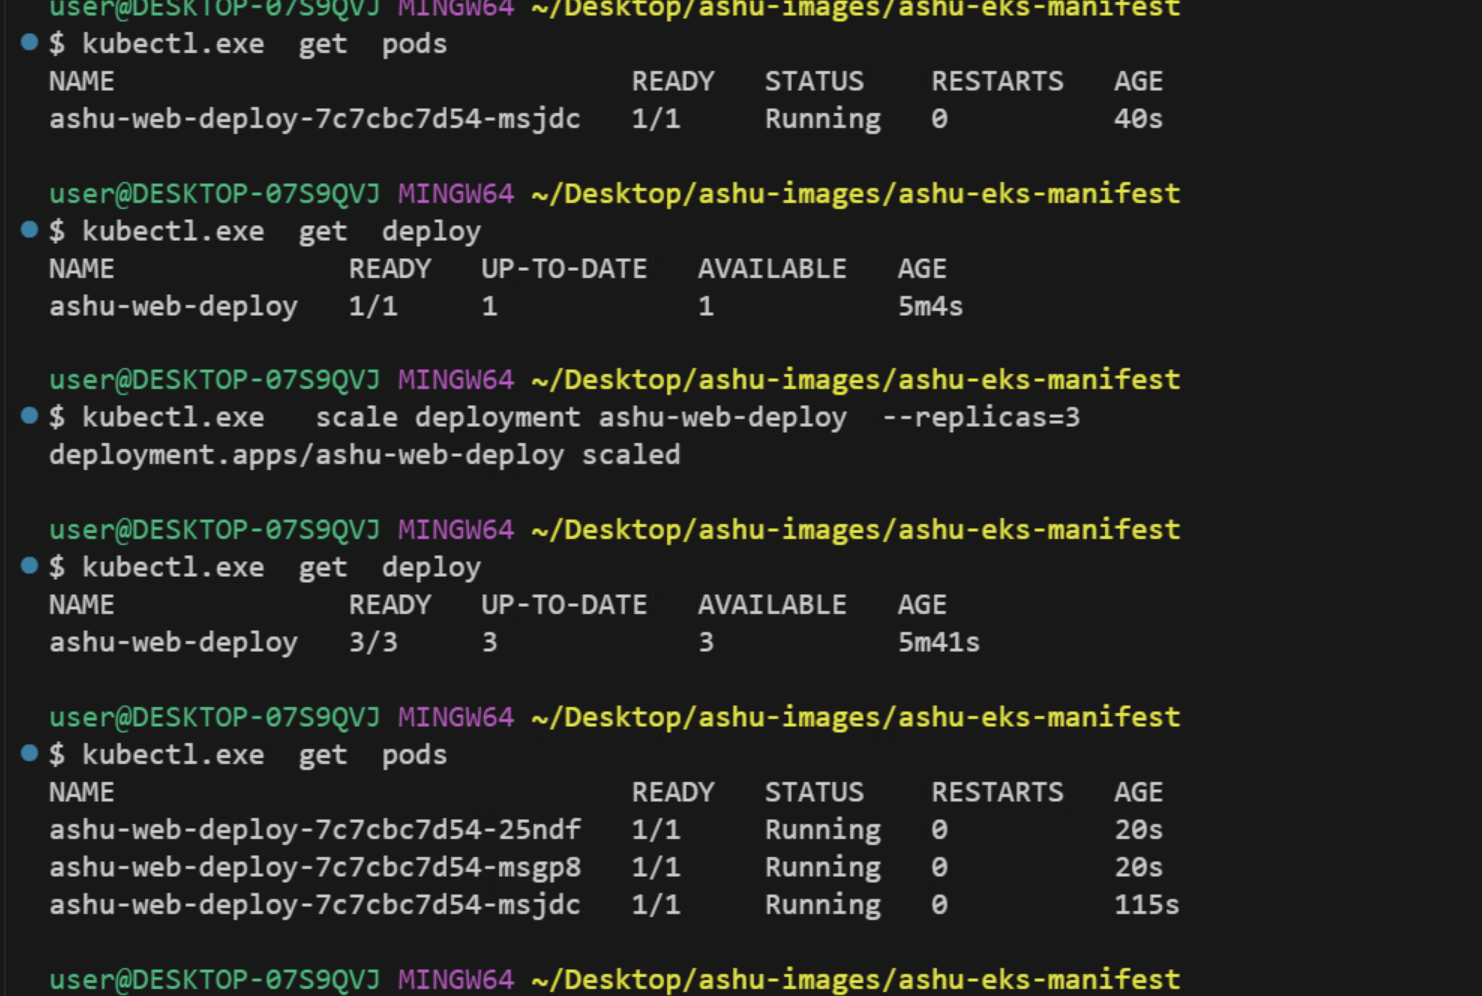 user@DESKTOP-07S9QVJ MINGW64 ~/Desktop/ashu-images/ashu-eks-manifest
$ kubectl.exe  get  pods
NAME                               READY   STATUS    RESTARTS   AGE
ashu-web-deploy-7c7cbc7d54-msjdc   1/1     Running   0          40s

user@DESKTOP-07S9QVJ MINGW64 ~/Desktop/ashu-images/ashu-eks-manifest
$ kubectl.exe  get  deploy
NAME              READY   UP-TO-DATE   AVAILABLE   AGE
ashu-web-deploy   1/1     1            1           5m4s

user@DESKTOP-07S9QVJ MINGW64 ~/Desktop/ashu-images/ashu-eks-manifest
$ kubectl.exe   scale deployment ashu-web-deploy  --replicas=3
deployment.apps/ashu-web-deploy scaled

user@DESKTOP-07S9QVJ MINGW64 ~/Desktop/ashu-images/ashu-eks-manifest
$ kubectl.exe  get  deploy
NAME              READY   UP-TO-DATE   AVAILABLE   AGE
ashu-web-deploy   3/3     3            3           5m41s

user@DESKTOP-07S9QVJ MINGW64 ~/Desktop/ashu-images/ashu-eks-manifest
$ kubectl.exe  get  pods
NAME                               READY   STATUS    RESTARTS   AGE
ashu-web-deploy-7c7cbc7d54-25ndf   1/1     Running   0          20s
ashu-web-deploy-7c7cbc7d54-msgp8   1/1     Running   0          20s
ashu-web-deploy-7c7cbc7d54-msjdc   1/1     Running   0          115s

user@DESKTOP-07S9QVJ MINGW64 ~/Desktop/ashu-images/ashu-eks-manifest